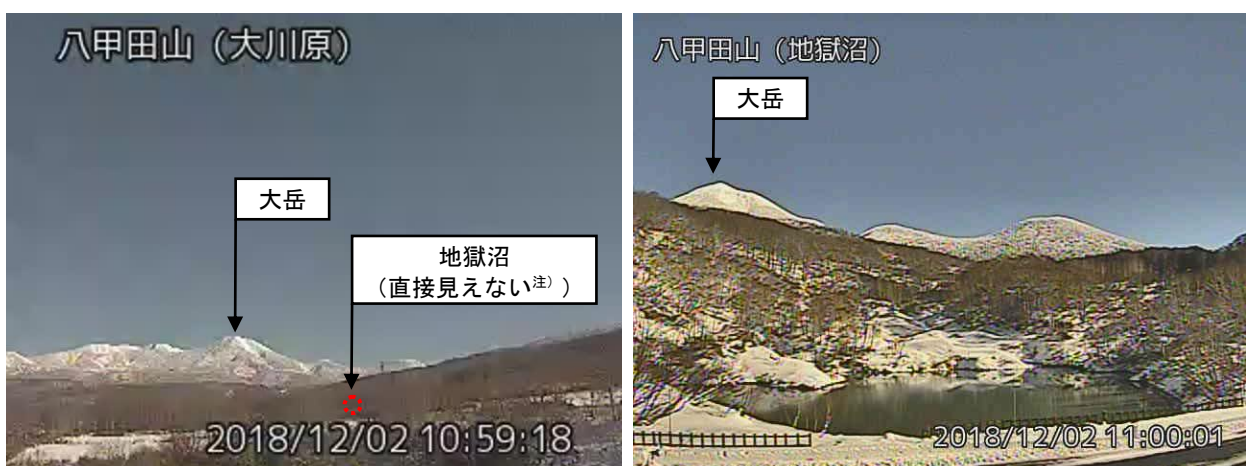 八甲田山（大川原）
大岳
地獄沼
（直接見えない注））
2018/12/02 10:59:18
八甲田山（地獄沼）
大岳
2018/12/02 11:00:01